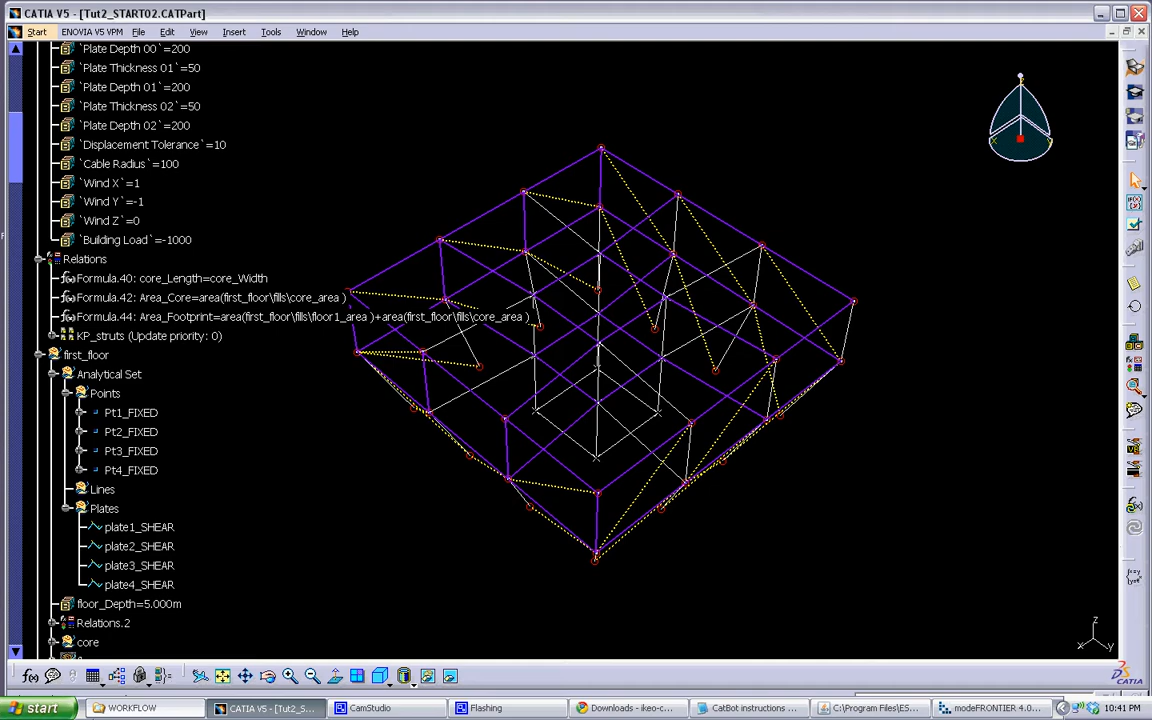 CATIA V5 - [Tut2_START02.CATPart]
Start ENOVIA V5 VPM File Edit View Insert Tools Window Help
`Plate Depth 00`=200
`Plate Thickness 01`=50
`Plate Depth 01`=200
`Plate Thickness 02`=50
`Plate Depth 02`=200
`Displacement Tolerance`=10
`Cable Radius`=100
`Wind X`=1
`Wind Y`=-1
`Wind Z`=0
`Building Load`=-1000
Relations
Formula.40: core_Length=core_Width
Formula.42: Area_Core=area(first_floor\fills\core_area )
Formula.44: Area_Footprint=area(first_floor\fills\floor1_area )+area(first_floor\fills\core_area )
KP_struts (Update priority: 0)
first_floor
Analytical Set
Points
Pt1_FIXED
Pt2_FIXED
Pt3_FIXED
Pt4_FIXED
Lines
Plates
plate1_SHEAR
plate2_SHEAR
plate3_SHEAR
plate4_SHEAR
floor_Depth=5.000m
Relations.2
core
z
x y
CATIA
start WORKFLOW CATIA V5 - [Tut2_S... CamStudio Flashing Downloads - ikeo-c... CatBot instructions ... C:\Program Files\ES... modeFRONTIER 4.0... 10:41 PM